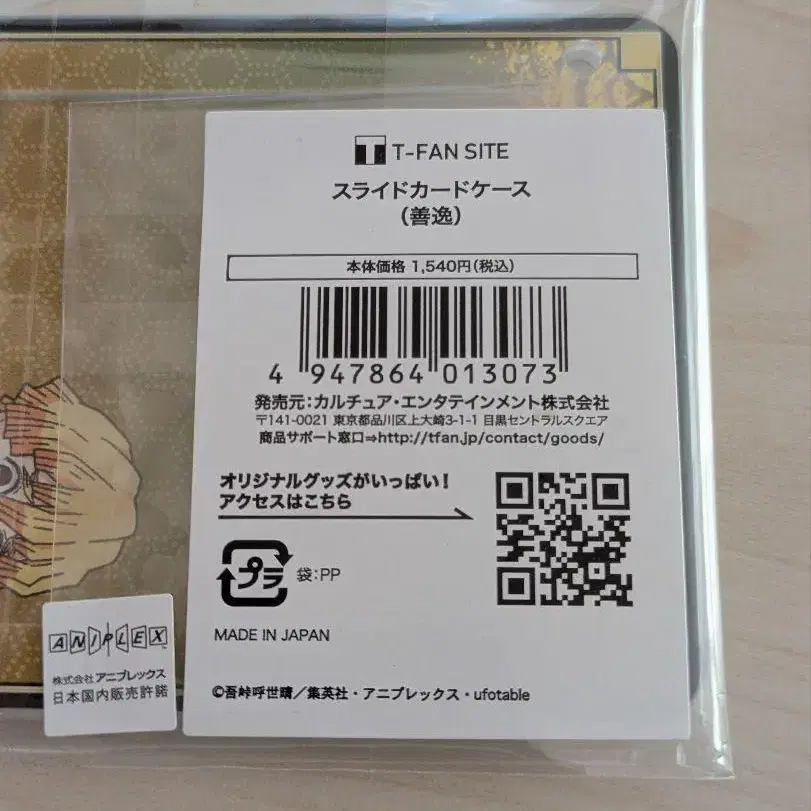 T-FAN SITE
スライドカードケース
（善逸）
本体価格 1,540円（税込）
4 947864 013073
発売元：カルチュア・エンタテインメント株式会社
〒141-0021 東京都品川区上大崎3-1-1 目黒セントラルスクエア
商品サポート窓口⇒http://tfan.jp/contact/goods/
オリジナルグッズがいっぱい！
アクセスはこちら
プラ 袋：PP
MADE IN JAPAN
©吾峠呼世晴／集英社・アニプレックス・ufotable
ANIPLEX
株式会社 アニプレックス
日本国内販売許諾